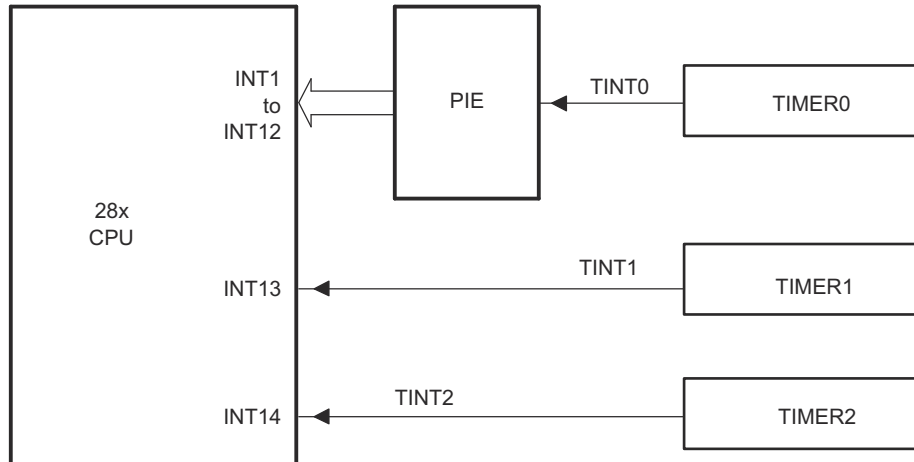 INT1
to
INT12
PIE
TINT0
TIMER0
28x
CPU
INT13
TINT1
TIMER1
INT14
TINT2
TIMER2